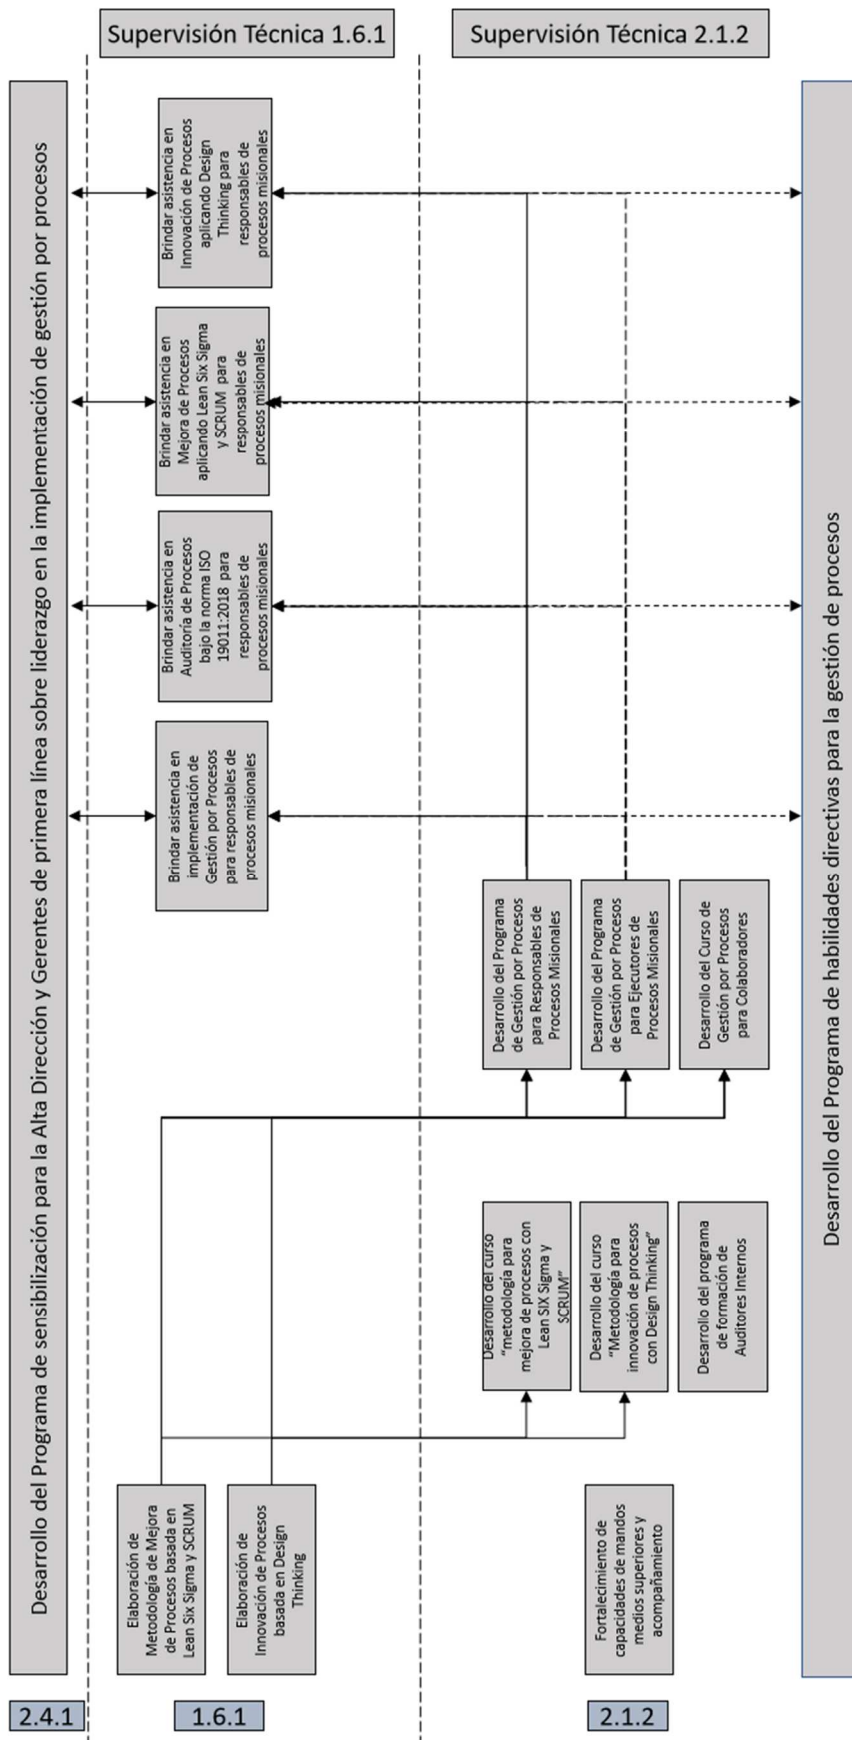 Supervisión Técnica 1.6.1
Supervisión Técnica 2.1.2
Desarrollo del Programa de sensibilización para la Alta Dirección y Gerentes de primera línea sobre liderazgo en la implementación de gestión por procesos
Brindar asistencia en
Innovación de Procesos
aplicando Design
Thinking para
responsables de
procesos misionales
Brindar asistencia en
Mejora de Procesos
aplicando Lean Six Sigma
y SCRUM para
responsables de
procesos misionales
Brindar asistencia en
Auditoría de Procesos
bajo la norma ISO
19011:2018 para
responsables de
procesos misionales
Brindar asistencia en
implementación de
Gestión por Procesos
para responsables de
procesos misionales
Desarrollo del Programa
de Gestión por Procesos
para Responsables de
Procesos Misionales
Desarrollo del Programa
de Gestión por Procesos
para Ejecutores de
Procesos Misionales
Desarrollo del Curso de
Gestión por Procesos
para Colaboradores
Desarrollo del curso
“metodología para
mejora de procesos con
Lean SIX Sigma y
SCRUM”
Desarrollo del curso
“Metodología para
innovación de procesos
con Design Thinking”
Desarrollo del programa
de formación de
Auditores Internos
Elaboración de
Metodología de Mejora
de Procesos basada en
Lean Six Sigma y SCRUM
Elaboración de
Innovación de Procesos
basada en Design
Thinking
Fortalecimiento de
capacidades de mandos
medios superiores y
acompañamiento
Desarrollo del Programa de habilidades directivas para la gestión de procesos
2.4.1
1.6.1
2.1.2